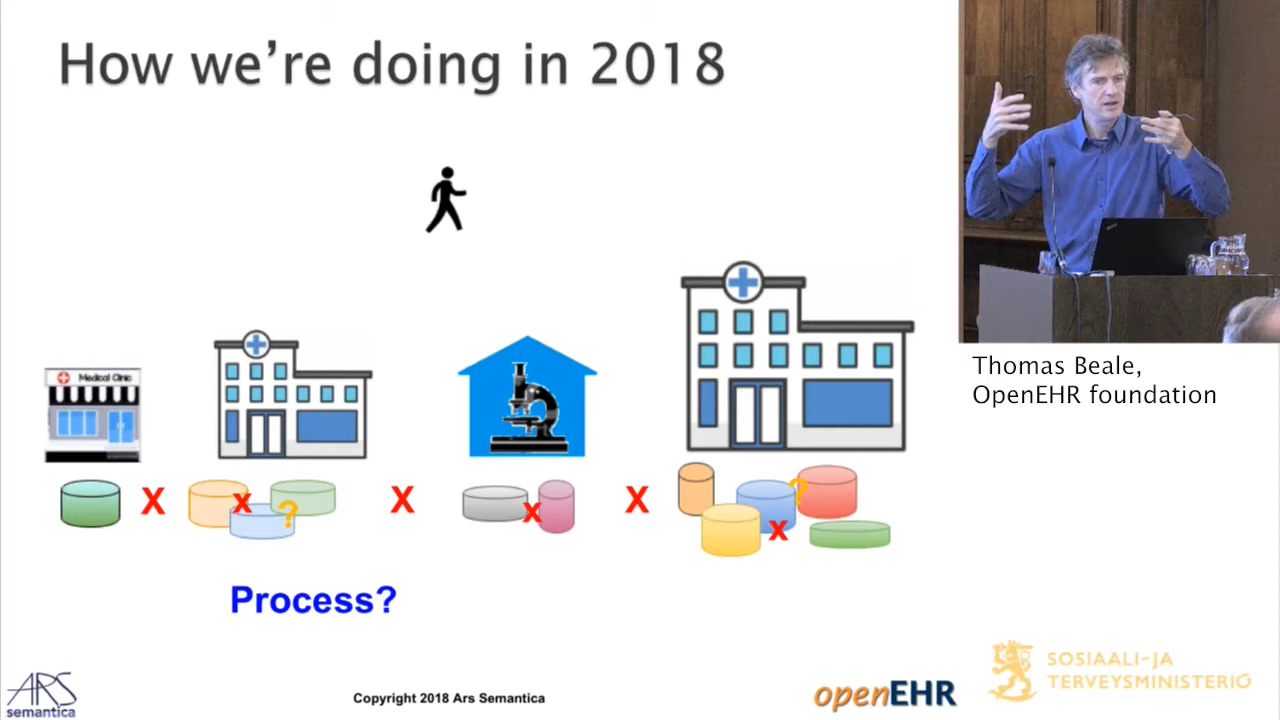 How we're doing in 2018
Thomas Beale,
OpenEHR foundation
Medical Clinic
X
X
?
X
X
X
?
X
Process?
ARS
semantica
Copyright 2018 Ars Semantica
openEHR
SOSIAALI-JA
TERVEYSMINISTERIÖ